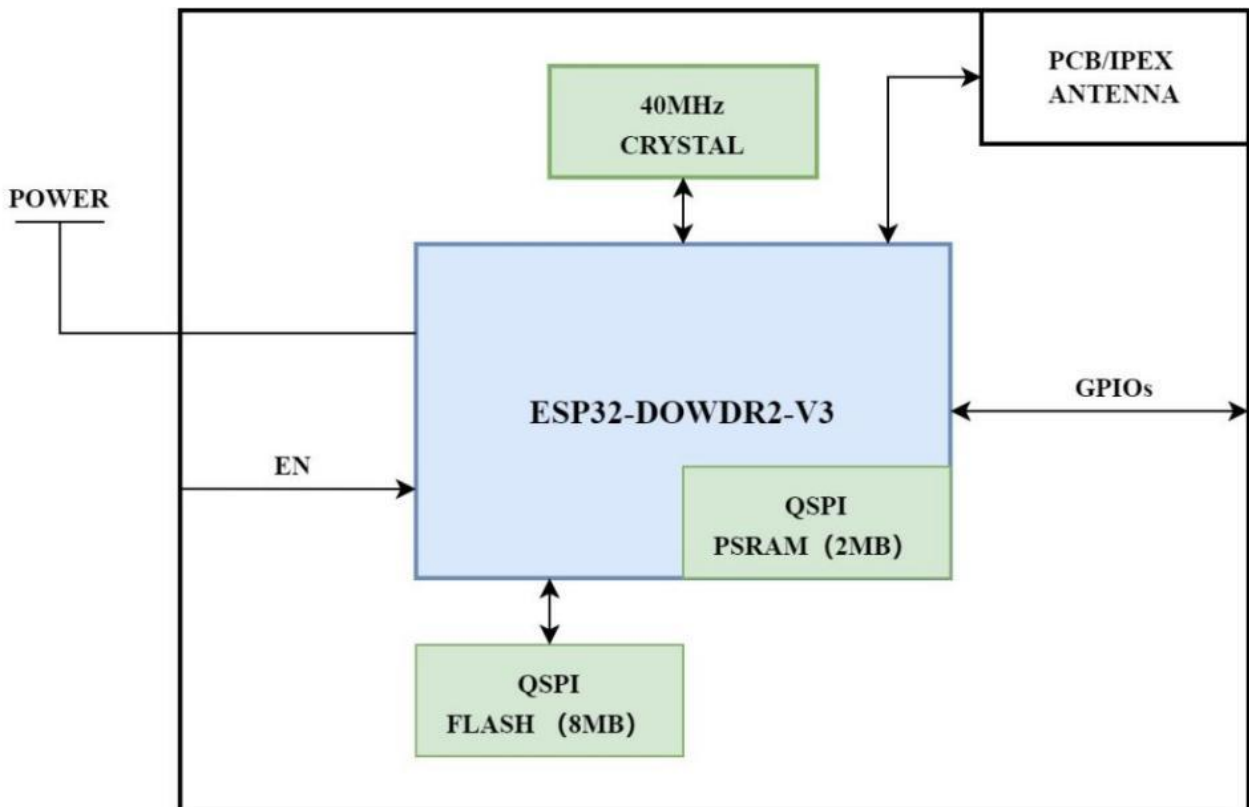 PCB/IPEX
ANTENNA
40MHz
CRYSTAL
POWER
ESP32-DOWDR2-V3
GPIOs
EN
QSPI
PSRAM（2MB）
QSPI
FLASH （8MB）